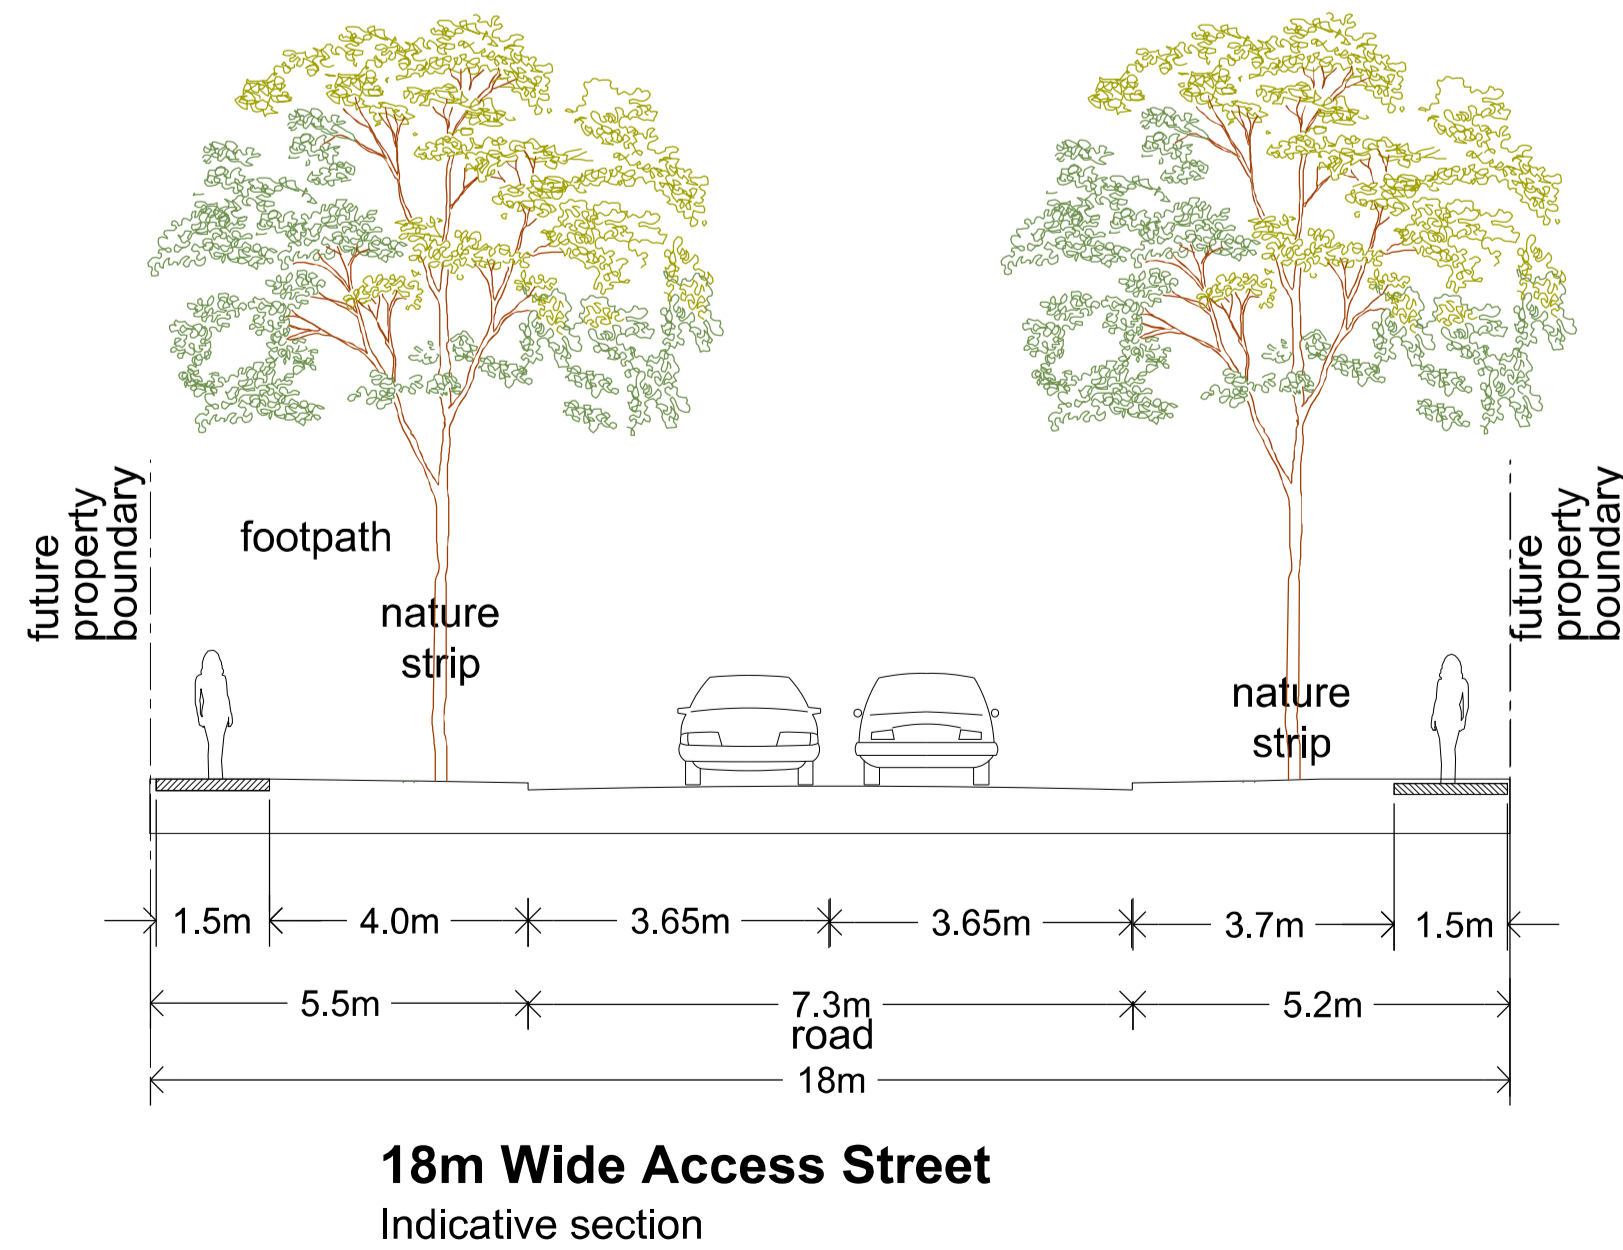 future
property
boundary
footpath
nature
strip
nature
strip
future
property
boundary
1.5m
4.0m
3.65m
3.65m
3.7m
1.5m
5.5m
7.3m
road
5.2m
18m
18m Wide Access Street
Indicative section